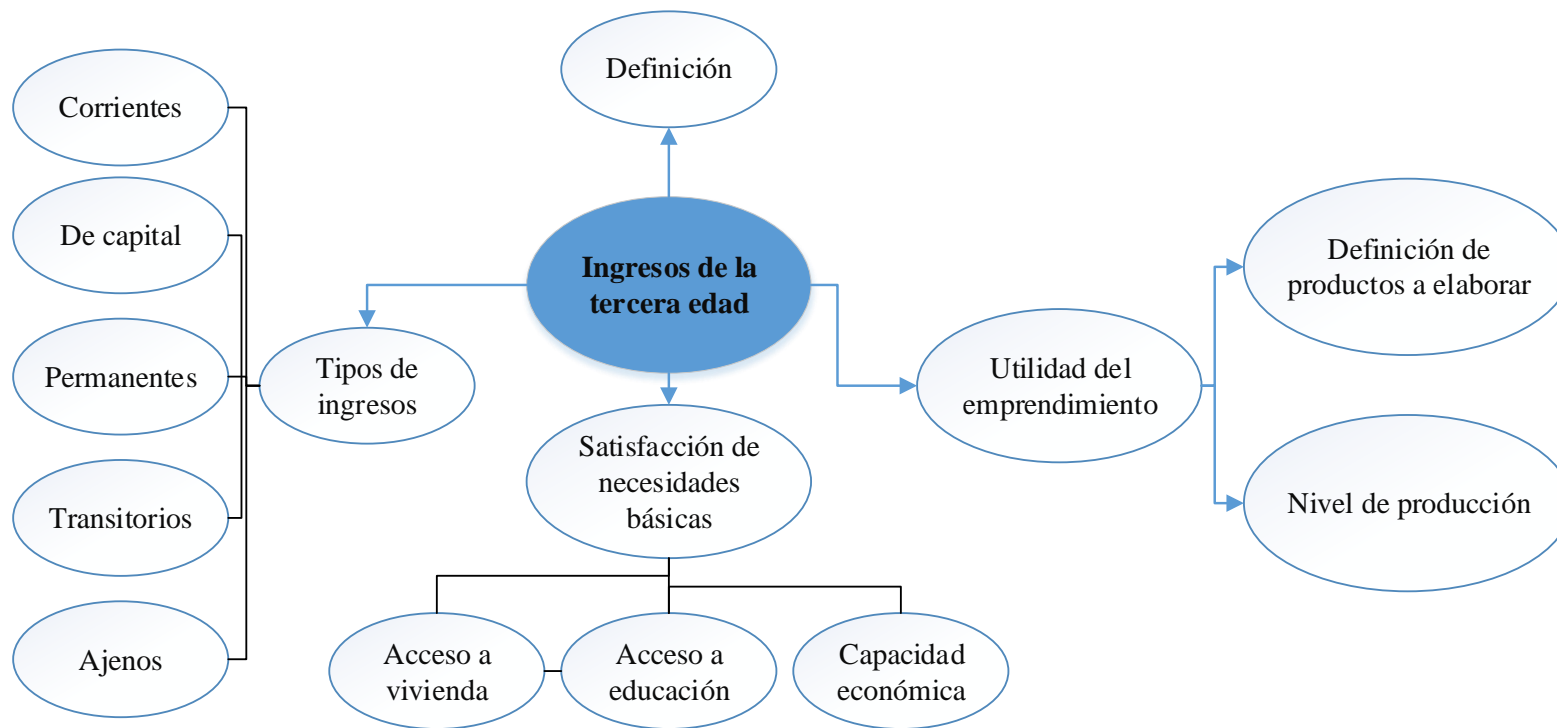 Definición
Corrientes
De capital
Permanentes
Transitorios
Ajenos
Tipos de
ingresos
Ingresos de la
tercera edad
Satisfacción de
necesidades
básicas
Acceso a
vivienda
Acceso a
educación
Capacidad
económica
Utilidad del
emprendimiento
Definición de
productos a elaborar
Nivel de producción